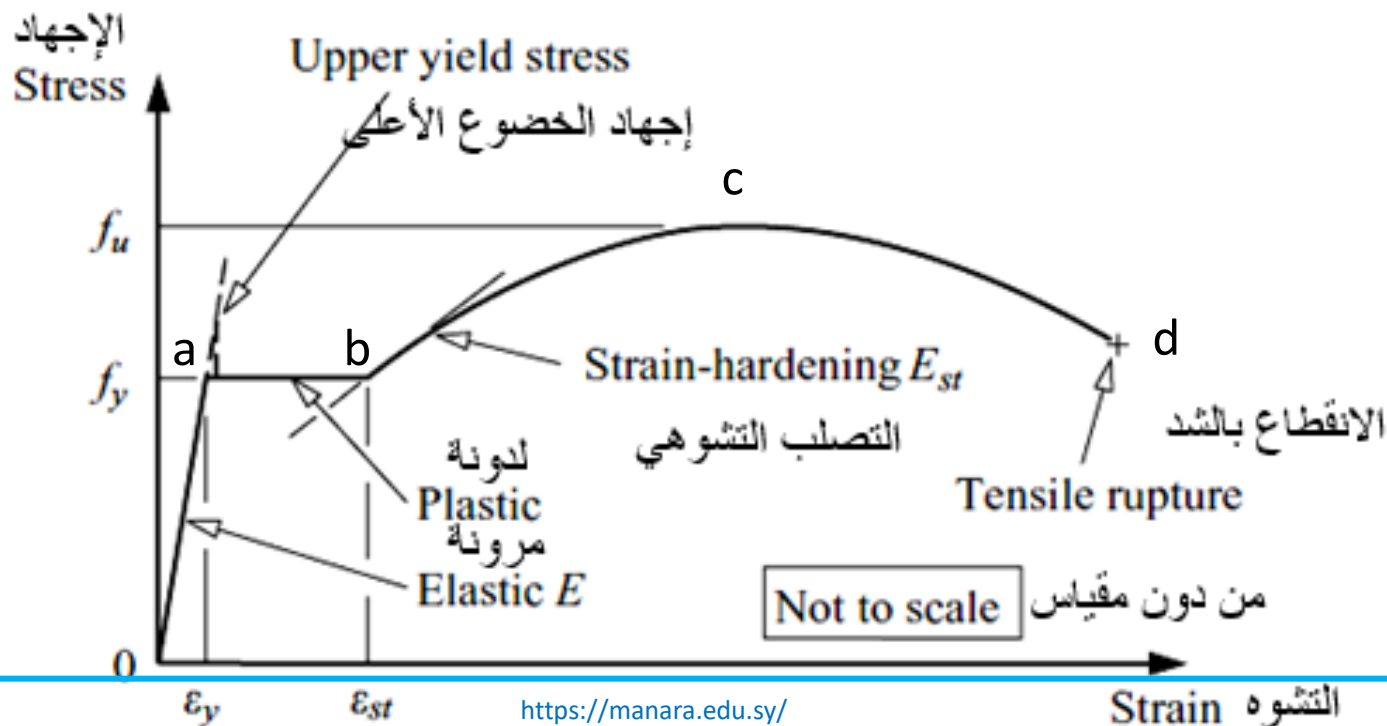 الإجهاد
Stress
Upper yield stress
إجهاد الخضوع الأعلى
c
f_u
a
b
d
f_y
Strain-hardening E_st
التصلب التشوهي
الانقطاع بالشد
Tensile rupture
لدونة
Plastic
مرونة
Elastic E
Not to scale
من دون مقياس
0
ε_y
ε_st
https://manara.edu.sy/
Strain التشوه